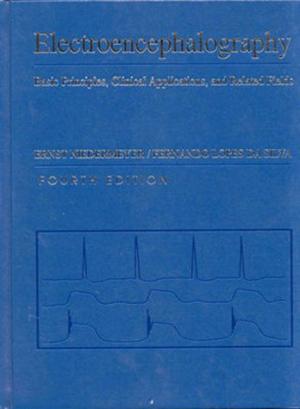 Electroencephalography
Basic Principles, Clinical Applications, and Related Fields
ERNST NIEDERMEYER/FERNANDO LOPES DA SILVA
FOURTH EDITION